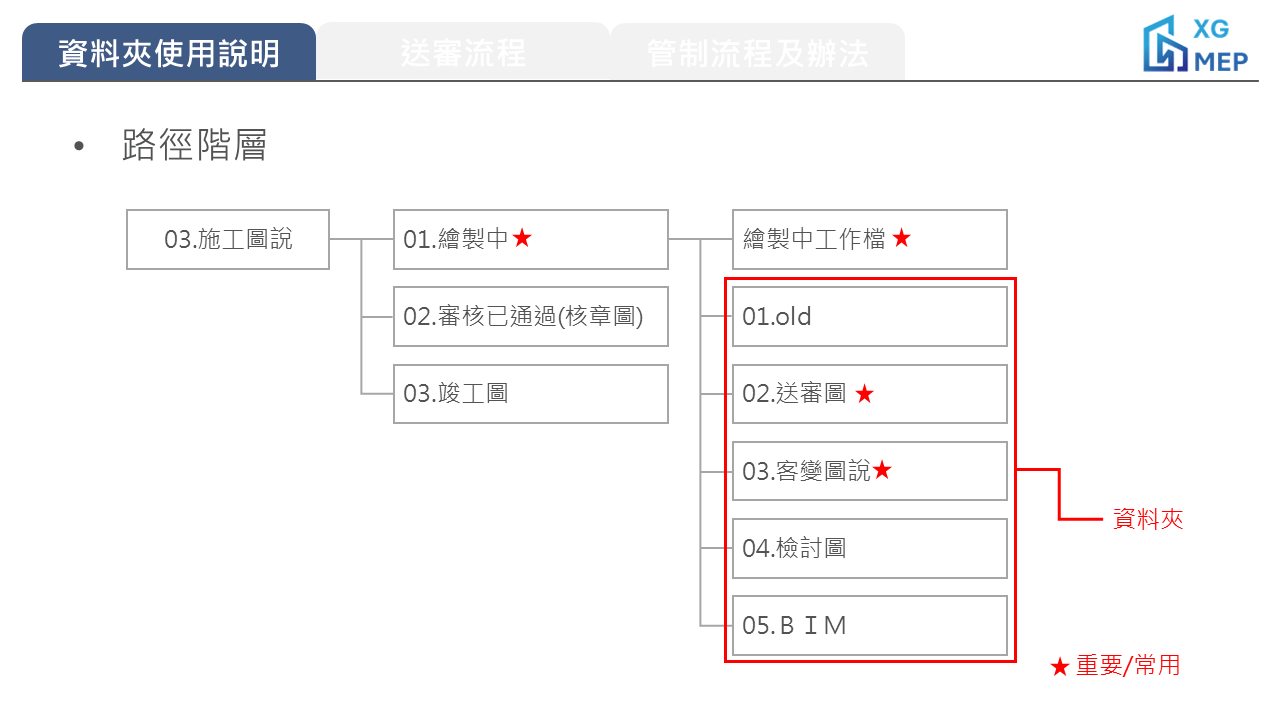 資料夾使用說明
送審流程
管制流程及辦法
XG
MEP
• 路徑階層
03.施工圖說
01.繪製中★
繪製中工作檔 ★
02.審核已通過(核章圖)
01.old
03.竣工圖
02.送審圖 ★
03.客變圖說★
資料夾
04.檢討圖
05.ＢＩＭ
★ 重要/常用